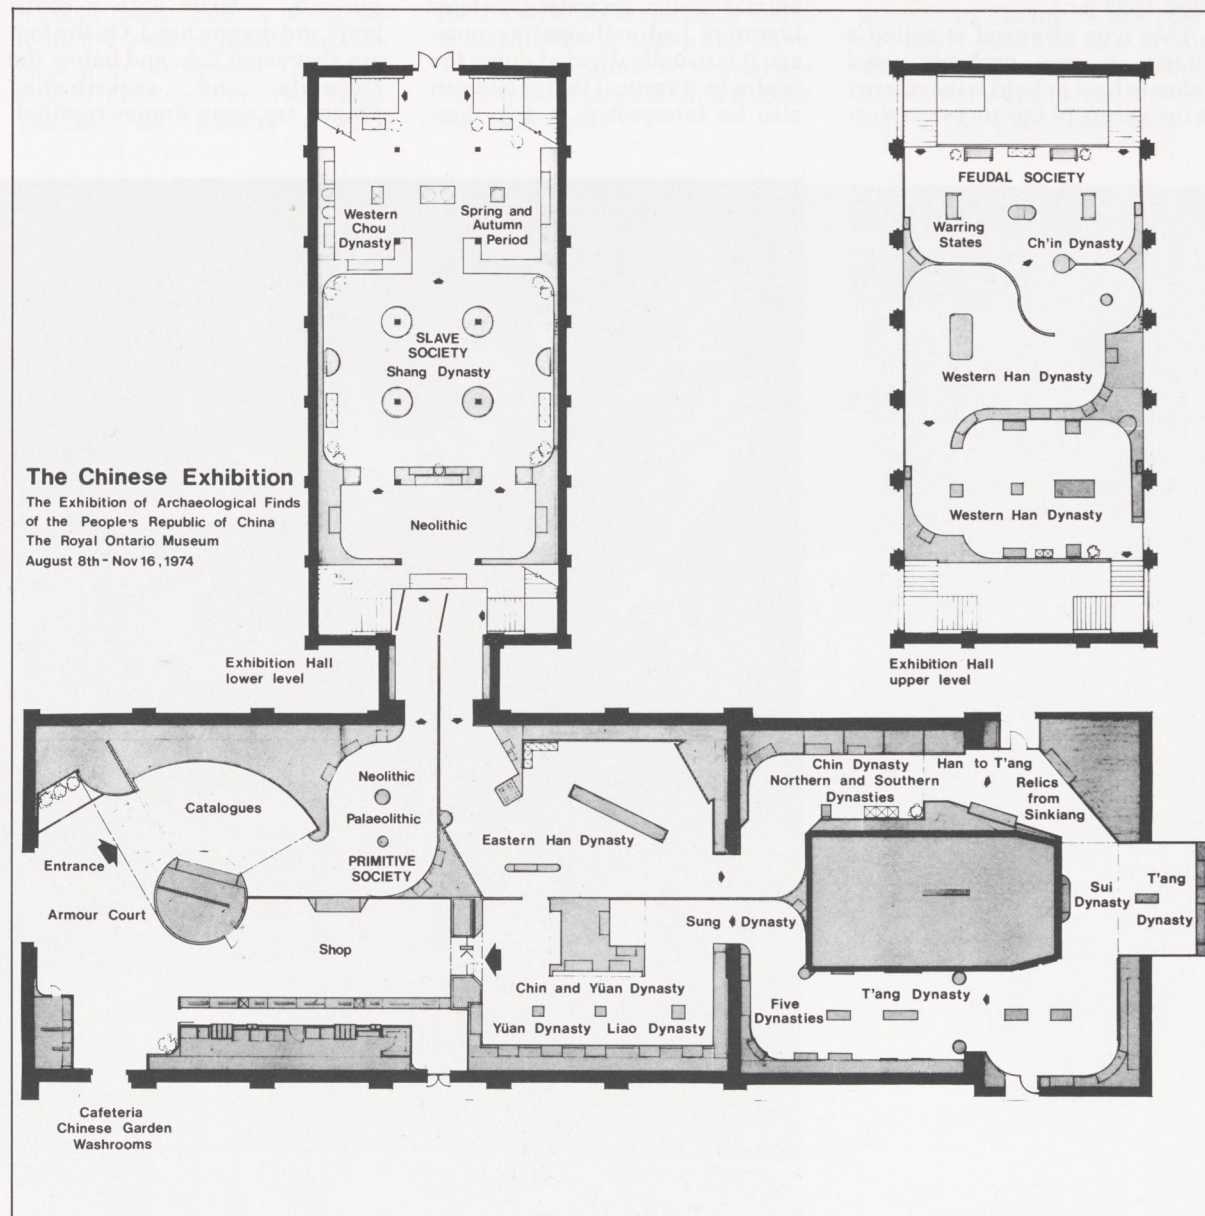 The Chinese Exhibition
The Exhibition of Archaeological Finds
of the People's Republic of China
The Royal Ontario Museum
August 8th - Nov 16, 1974
Western
Chou
Dynasty
Spring and
Autumn
Period
SLAVE
SOCIETY
Shang Dynasty
Neolithic
Exhibition Hall
lower level
FEUDAL SOCIETY
Warring
States
Ch'in Dynasty
Western Han Dynasty
Western Han Dynasty
Exhibition Hall
upper level
Catalogues
Entrance
Armour Court
Neolithic
Palaeolithic
PRIMITIVE
SOCIETY
Shop
Eastern Han Dynasty
Chin Dynasty
Northern and Southern
Dynasties
Han to T'ang
Relics
from
Sinkiang
Sui
Dynasty
T'ang
Dynasty
Sung Dynasty
T'ang Dynasty
Five
Dynasties
Chin and Yüan Dynasty
Yüan Dynasty
Liao Dynasty
Cafeteria
Chinese Garden
Washrooms